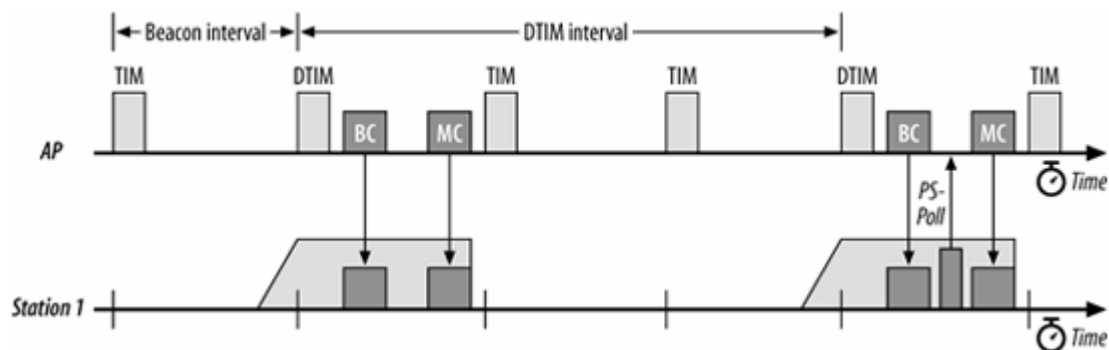 Beacon interval
DTIM interval
TIM
DTIM
TIM
TIM
DTIM
TIM
BC
MC
BC
MC
AP
Time
PS-
Poll
Station 1
Time